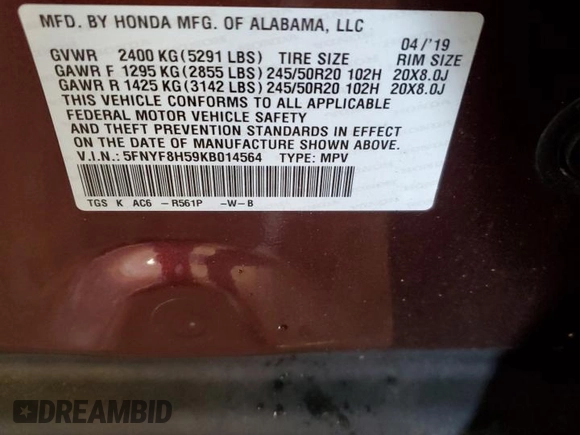 MFD. BY HONDA MFG. OF ALABAMA, LLC
04/'19
GVWR 2400 KG(5291 LBS) TIRE SIZE RIM SIZE
GAWR F 1295 KG(2855 LBS)245/50R20 102H 20X8.0J
GAWR R 1425 KG(3142 LBS)245/50R20 102H 20X8.0J
THIS VEHICLE CONFORMS TO ALL APPLICABLE
FEDERAL MOTOR VEHICLE SAFETY
AND THEFT PREVENTION STANDARDS IN EFFECT
ON THE DATE OF MANUFACTURE SHOWN ABOVE.
V.I.N.: 5FNYF8H59KB014564 TYPE: MPV
TGS K AC6 -R561P -W-B
DREAMBID